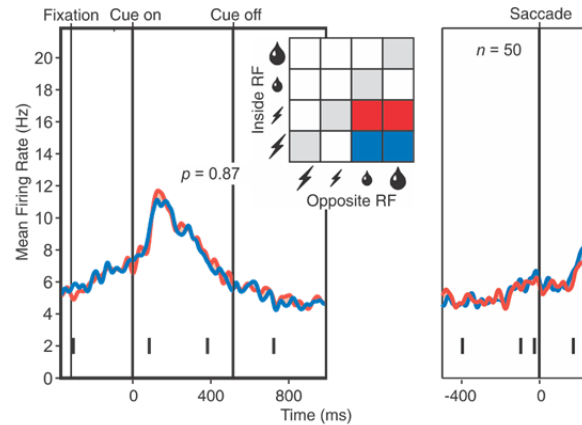 Fixation Cue on Cue off
Saccade
20
18
16
14
12
10
8
6
4
2
0
Mean Firing Rate (Hz)
p = 0.87
Inside RF
Opposite RF
n = 50
0 400 800
-400 0
Time (ms)